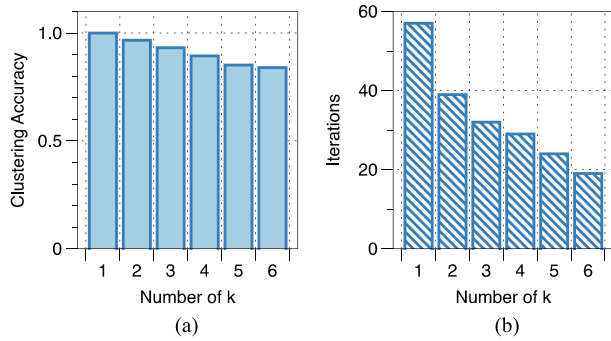 Clustering Accuracy
1.0
0.5
0
1 2 3 4 5 6
Number of k
(a)
Iterations
60
40
20
0
1 2 3 4 5 6
Number of k
(b)